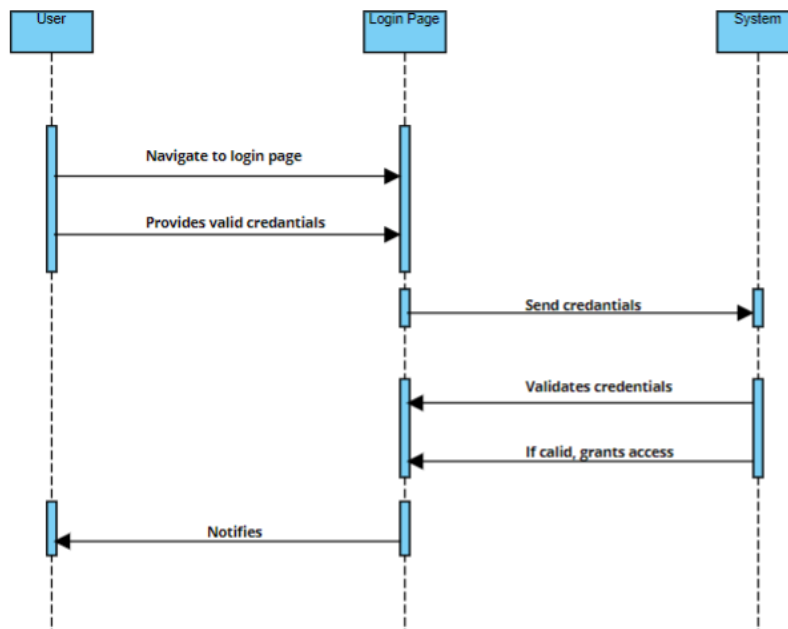 User
Login Page
System
Navigate to login page
Provides valid credantials
Send credantials
Validates credentials
If calid, grants access
Notifies